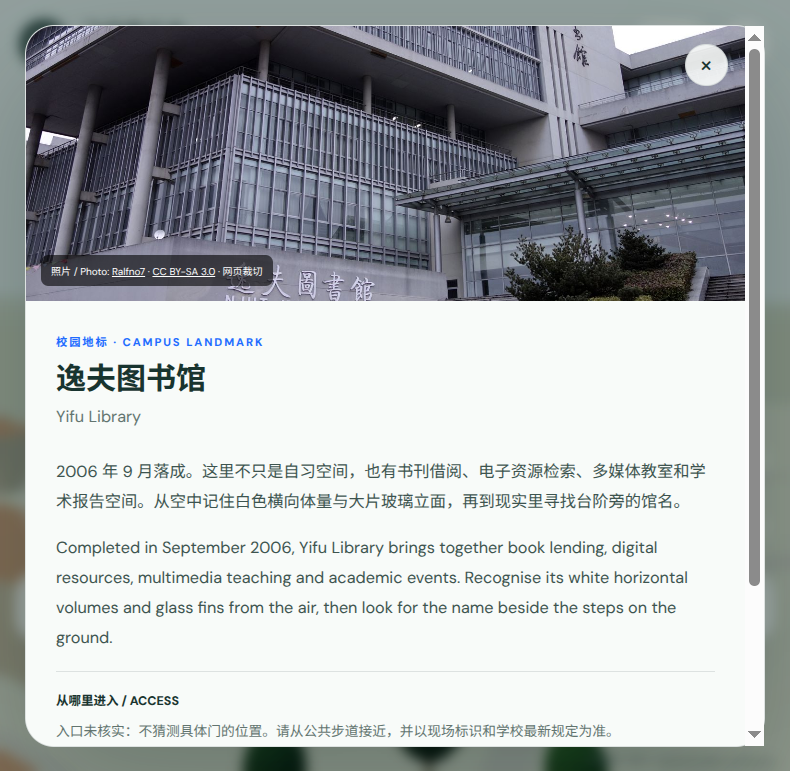 書館
×
照片 / Photo: Ralfno7 · CC BY-SA 3.0 · 网页裁切
逸夫圖書館
校园地标 · CAMPUS LANDMARK
逸夫图书馆
Yifu Library
2006 年 9 月落成。这里不只是自习空间，也有书刊借阅、电子资源检索、多媒体教室和学
术报告空间。从空中记住白色横向体量与大片玻璃立面，再到现实里寻找台阶旁的馆名。
Completed in September 2006, Yifu Library brings together book lending, digital
resources, multimedia teaching and academic events. Recognise its white horizontal
volumes and glass fins from the air, then look for the name beside the steps on the
ground.
从哪里进入 / ACCESS
入口未核实：不猜测具体门的位置。请从公共步道接近，并以现场标识和学校最新规定为准。